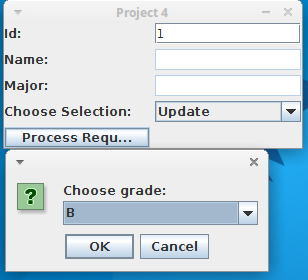 Project 4
Id: 1
Name:
Major:
Choose Selection: Update
Process Requ...
?
Choose grade:
B
OK Cancel